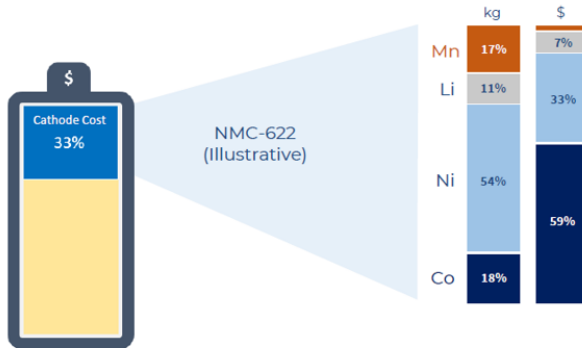 kg $
Mn 17% 7%
Li 11%
33%
$
Cathode Cost
33%
NMC-622
(Illustrative)
Ni 54%
59%
Co 18%